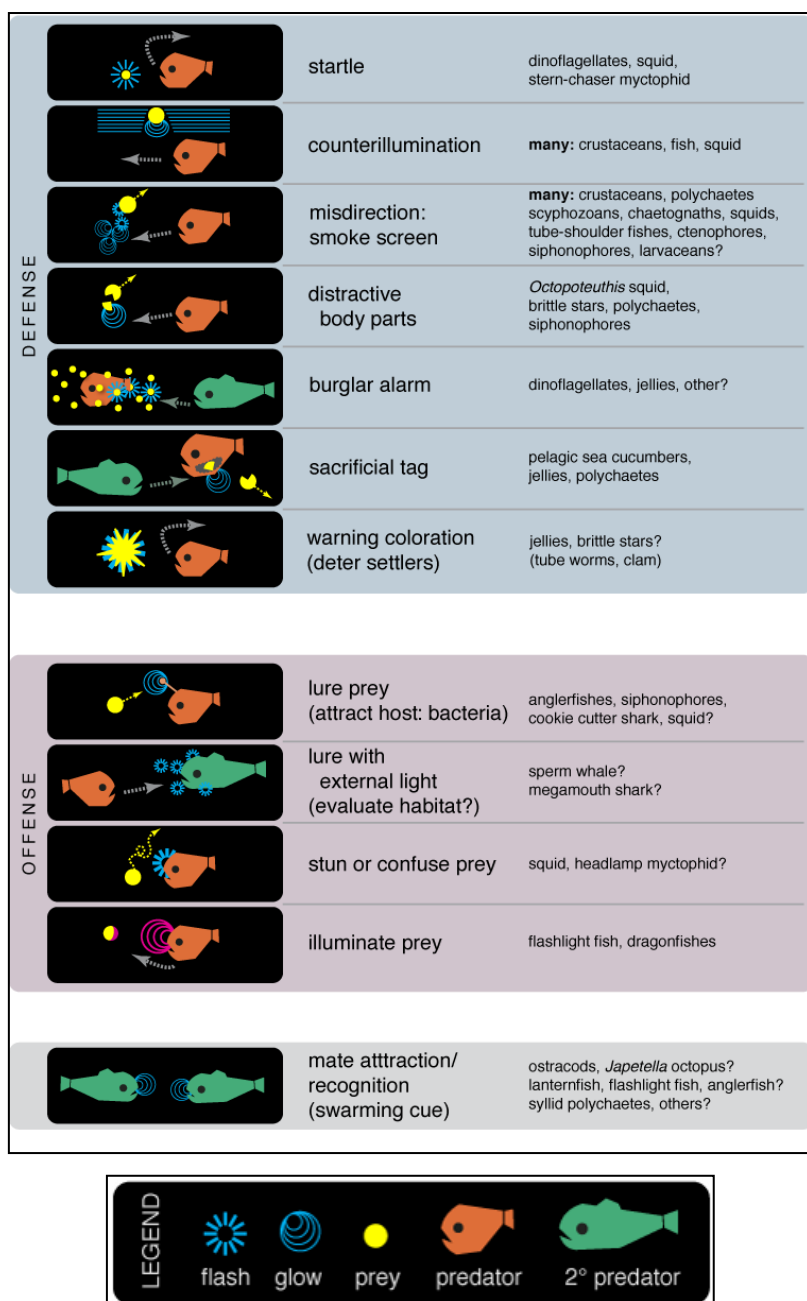 DEFENSE
startle
dinoflagellates, squid,
stern-chaser myctophid
counterillumination
many: crustaceans, fish, squid
misdirection:
smoke screen
many: crustaceans, polychaetes
scyphozoans, chaetognaths, squids,
tube-shoulder fishes, ctenophores,
siphonophores, larvaceans?
distractive
body parts
Octopoteuthis squid,
brittle stars, polychaetes,
siphonophores
burglar alarm
dinoflagellates, jellies, other?
sacrificial tag
pelagic sea cucumbers,
jellies, polychaetes
warning coloration
(deter settlers)
jellies, brittle stars?
(tube worms, clam)
OFFENSE
lure prey
(attract host: bacteria)
anglerfishes, siphonophores,
cookie cutter shark, squid?
lure with
external light
(evaluate habitat?)
sperm whale?
megamouth shark?
stun or confuse prey
squid, headlamp myctophid?
illuminate prey
flashlight fish, dragonfishes
mate atttraction/
recognition
(swarming cue)
ostracods, Japetella octopus?
lanternfish, flashlight fish, anglerfish?
syllid polychaetes, others?
LEGEND
flash glow prey predator 2° predator